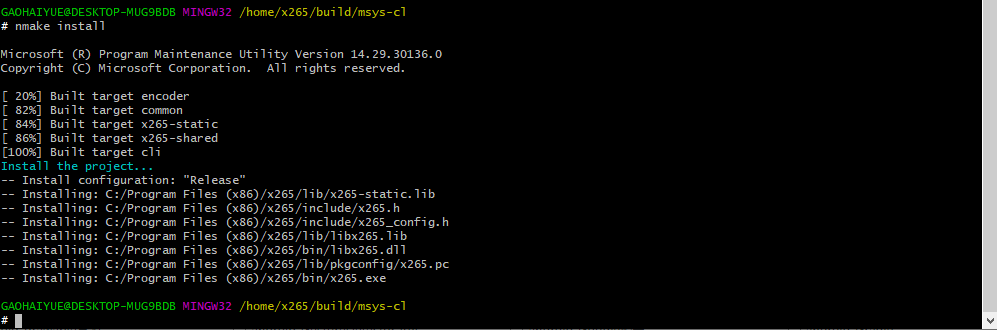 GAOHAIYUE@DESKTOP-MUG9BDB MINGW32 /home/x265/build/msys-cl
# nmake install
Microsoft (R) Program Maintenance Utility Version 14.29.30136.0
Copyright (C) Microsoft Corporation.  All rights reserved.
[ 20%] Built target encoder
[ 82%] Built target common
[ 84%] Built target x265-static
[ 86%] Built target x265-shared
[100%] Built target cli
Install the project...
-- Install configuration: "Release"
-- Installing: C:/Program Files (x86)/x265/lib/x265-static.lib
-- Installing: C:/Program Files (x86)/x265/include/x265.h
-- Installing: C:/Program Files (x86)/x265/include/x265_config.h
-- Installing: C:/Program Files (x86)/x265/lib/libx265.lib
-- Installing: C:/Program Files (x86)/x265/bin/libx265.dll
-- Installing: C:/Program Files (x86)/x265/lib/pkgconfig/x265.pc
-- Installing: C:/Program Files (x86)/x265/bin/x265.exe
GAOHAIYUE@DESKTOP-MUG9BDB MINGW32 /home/x265/build/msys-cl
#